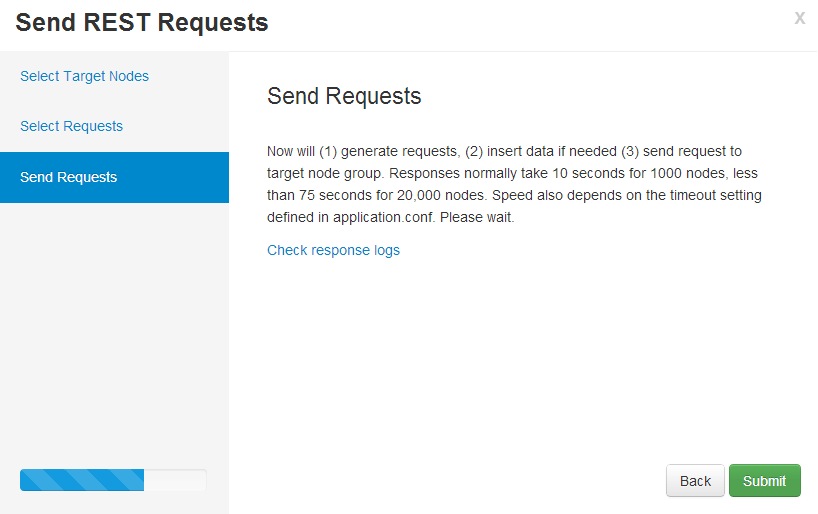 Send REST Requests
X
Select Target Nodes
Select Requests
Send Requests
Send Requests
Now will (1) generate requests, (2) insert data if needed (3) send request to
target node group. Responses normally take 10 seconds for 1000 nodes, less
than 75 seconds for 20,000 nodes. Speed also depends on the timeout setting
defined in application.conf. Please wait.
Check response logs
Back
Submit